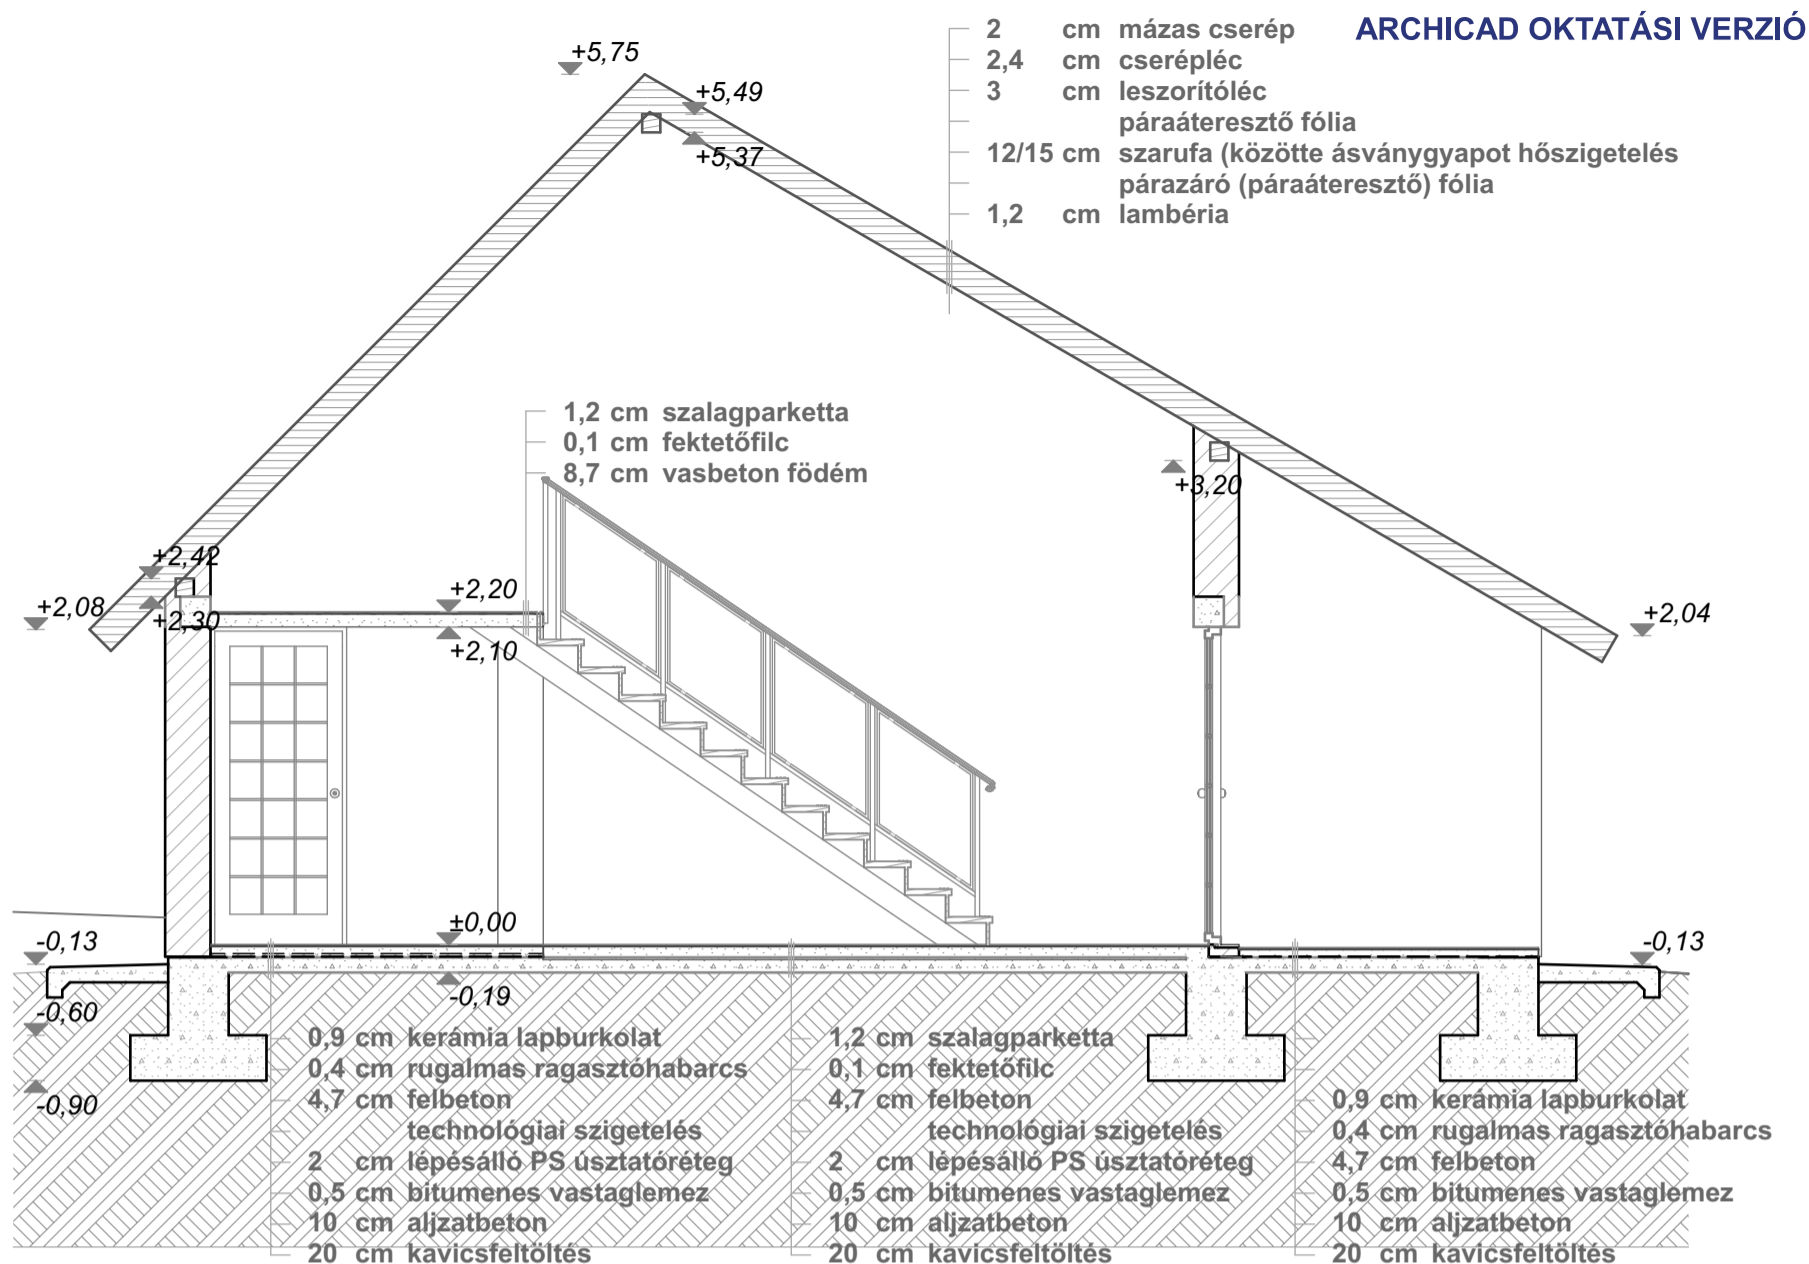 ARCHICAD OKTATÁSI VERZIÓ
2 cm mázas cserép
2,4 cm cserépléc
3 cm leszorítóléc
páraáteresztő fólia
12/15 cm szarufa (közötte ásványgyapot hőszigetelés
párazáró (páraáteresztő) fólia
1,2 cm lambéria
+5,75
+5,49
+5,37
1,2 cm szalagparketta
0,1 cm fektetőfilc
8,7 cm vasbeton födém
+3,20
+2,42
+2,08
+2,30
+2,20
+2,10
+2,04
±0,00
-0,13
-0,13
-0,19
-0,60
-0,90
0,9 cm kerámia lapburkolat
0,4 cm rugalmas ragasztóhabarcs
4,7 cm felbeton
technológiai szigetelés
2 cm lépésálló PS úsztatóréteg
0,5 cm bitumenes vastaglemez
10 cm aljzatbeton
20 cm kavicsfeltöltés
1,2 cm szalagparketta
0,1 cm fektetőfilc
4,7 cm felbeton
technológiai szigetelés
2 cm lépésálló PS úsztatóréteg
0,5 cm bitumenes vastaglemez
10 cm aljzatbeton
20 cm kavicsfeltöltés
0,9 cm kerámia lapburkolat
0,4 cm rugalmas ragasztóhabarcs
4,7 cm felbeton
0,5 cm bitumenes vastaglemez
10 cm aljzatbeton
20 cm kavicsfeltöltés